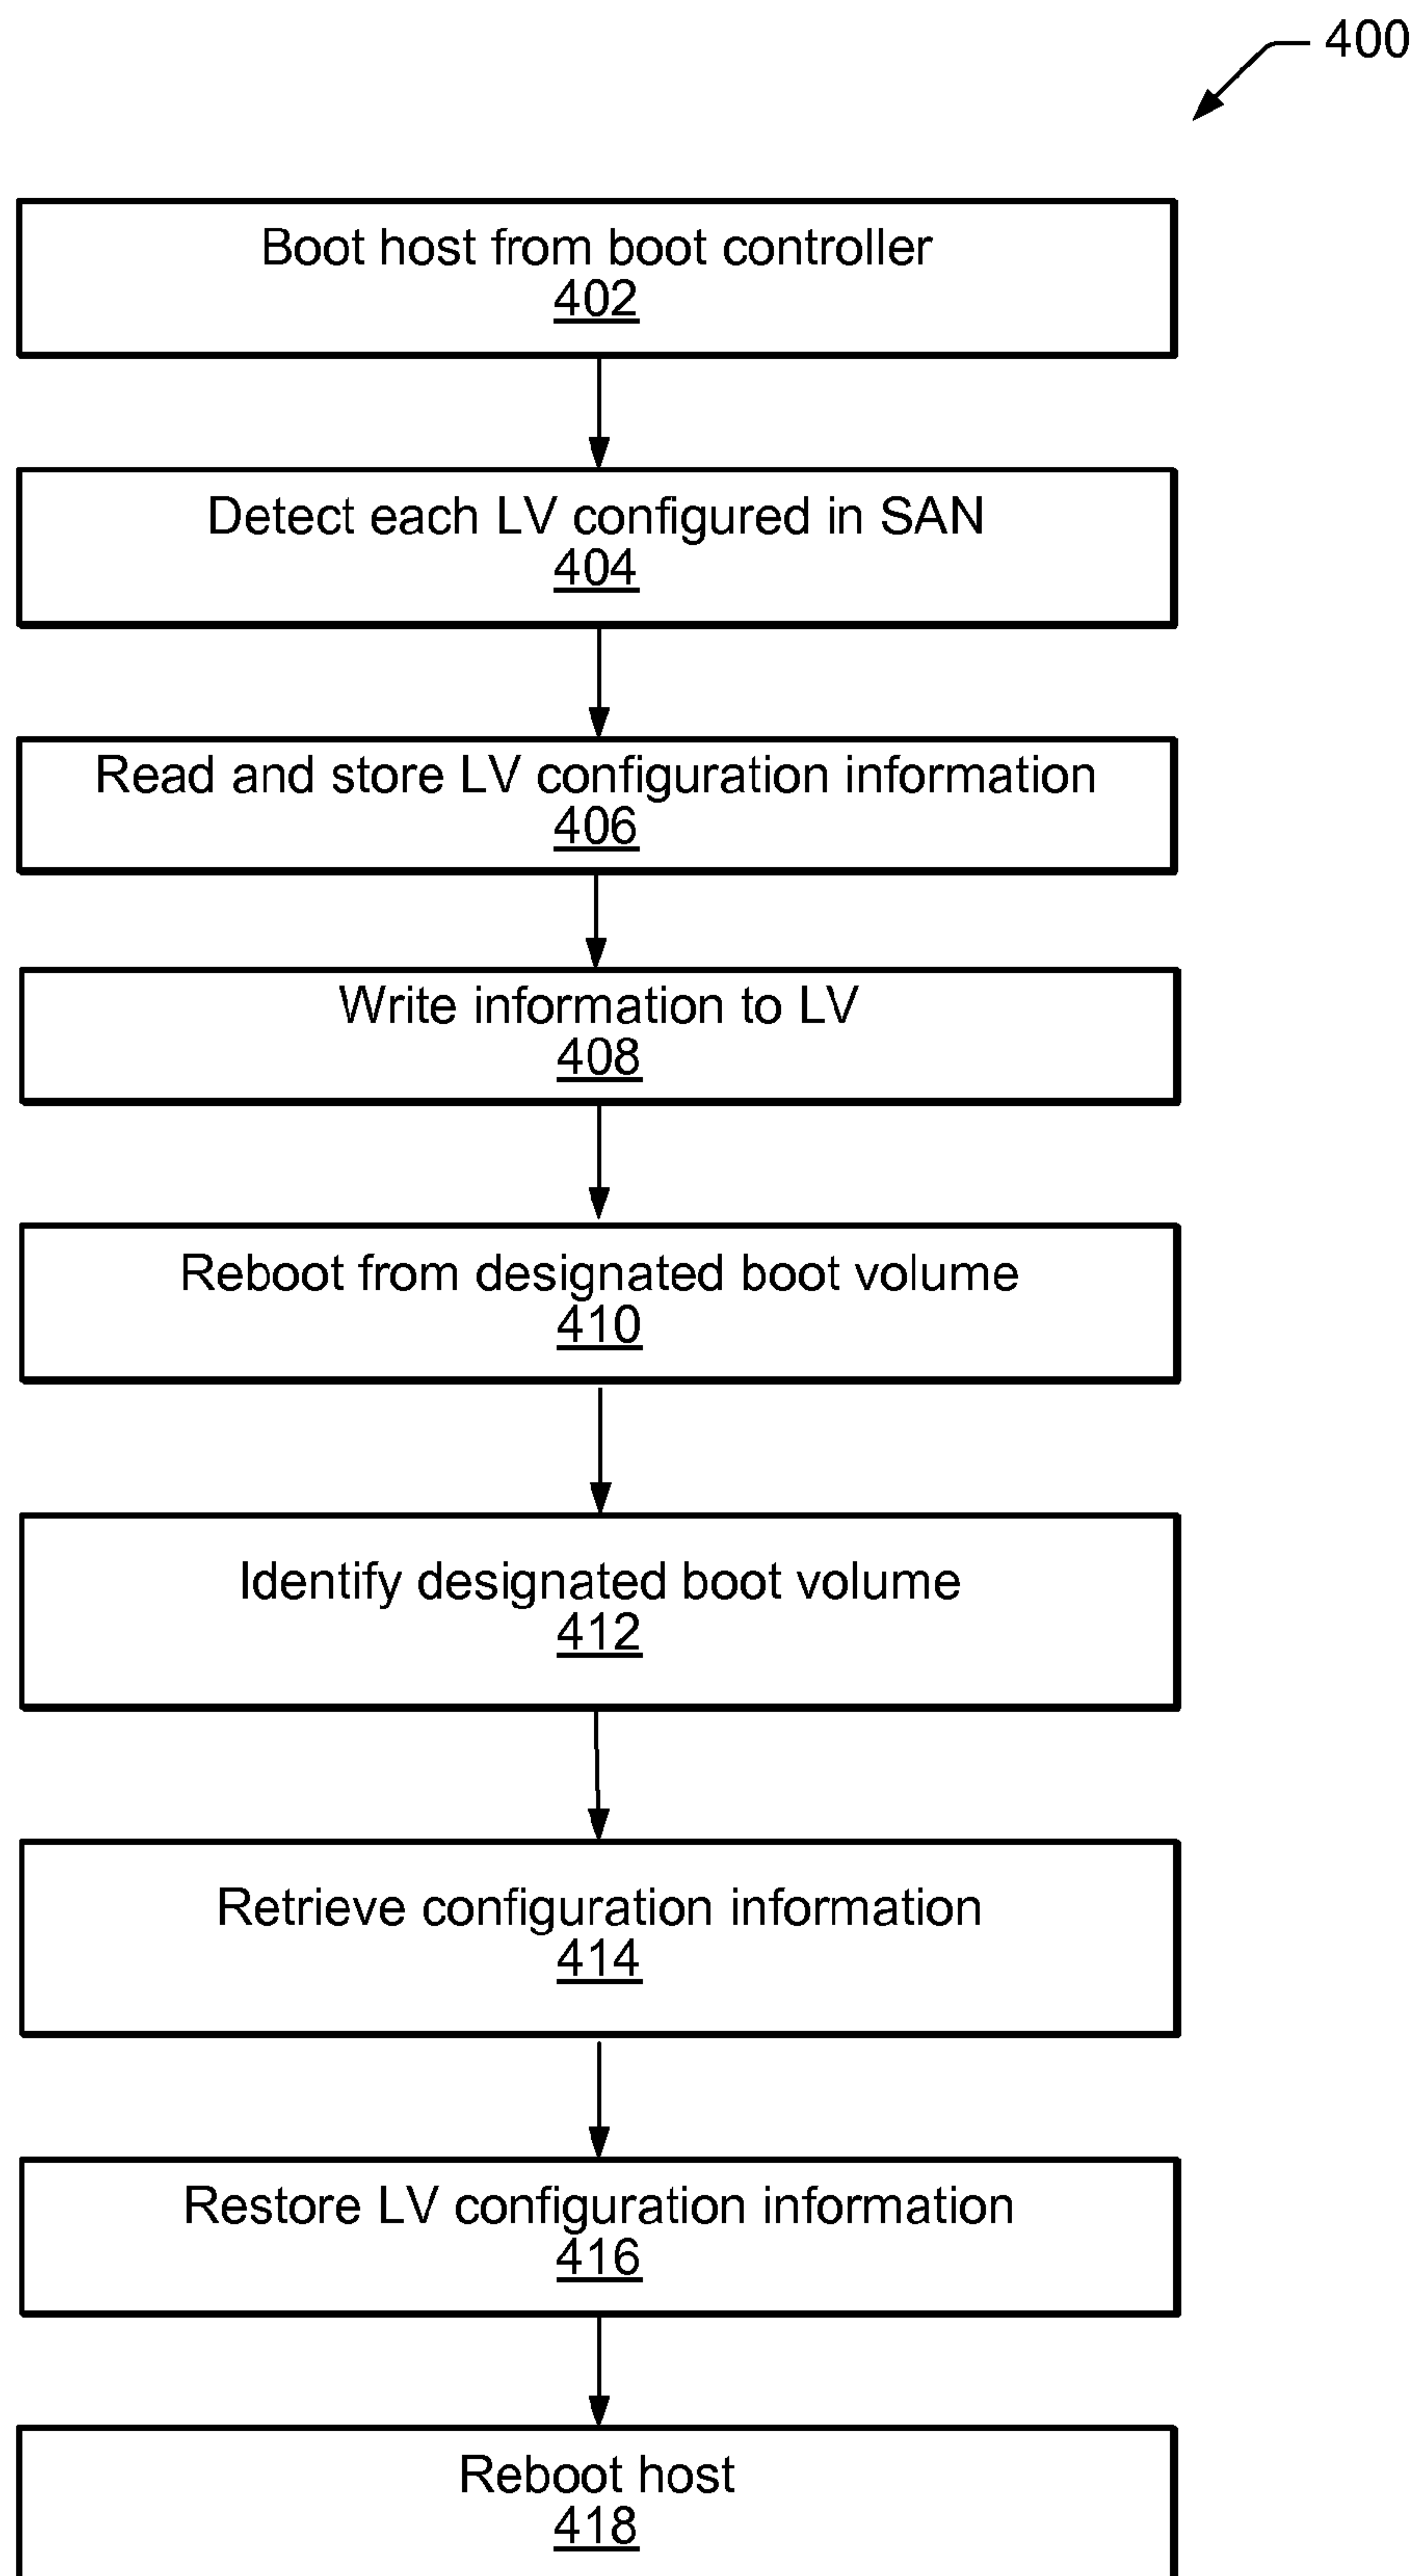 400
Boot host from boot controller
402
Detect each LV configured in SAN
404
Read and store LV configuration information
406
Write information to LV
408
Reboot from designated boot volume
410
Identify designated boot volume
412
Retrieve configuration information
414
Restore LV configuration information
416
Reboot host
418